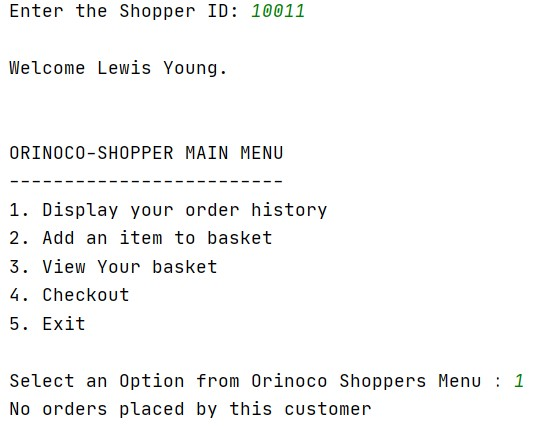 Enter the Shopper ID: 10011
Welcome Lewis Young.
ORINOCO-SHOPPER MAIN MENU
-------------------------
1. Display your order history
2. Add an item to basket
3. View Your basket
4. Checkout
5. Exit
Select an Option from Orinoco Shoppers Menu : 1
No orders placed by this customer